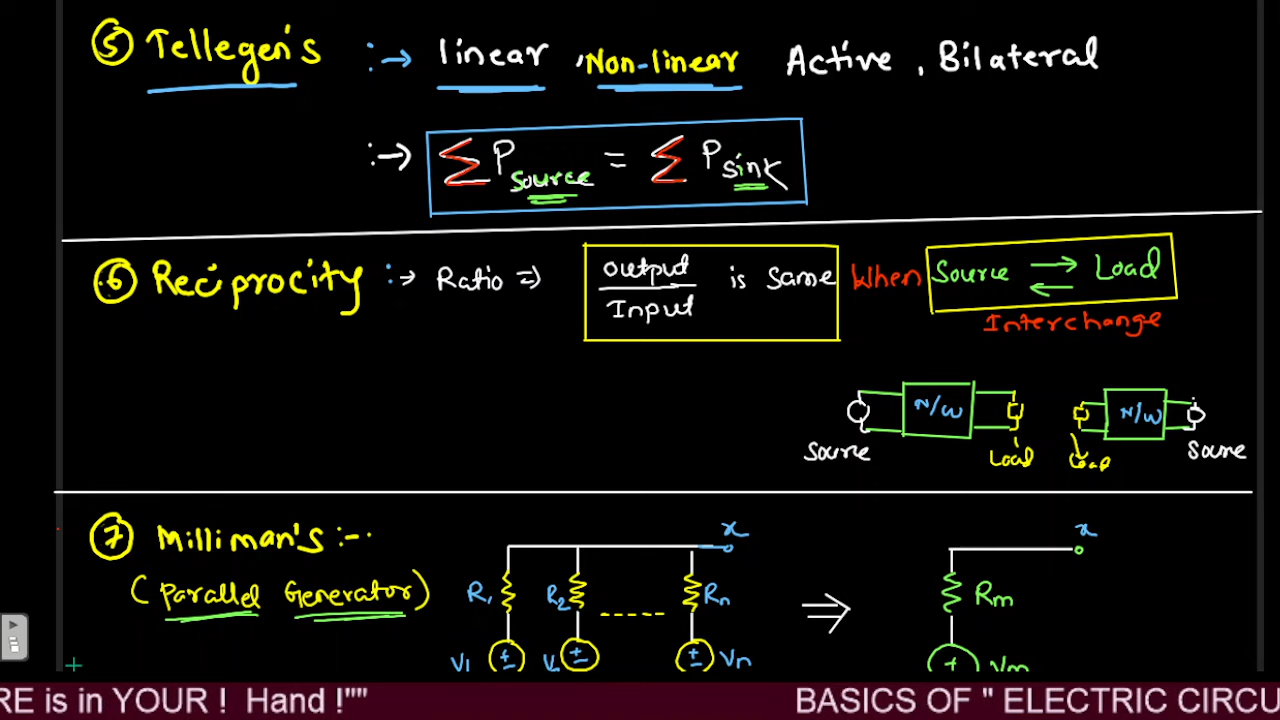 ⑤ Tellegen's :→ linear , Non-linear Active , Bilateral
:→ ∑ P source = ∑ P sink
⑥ Reciprocity :→ Ratio ⇒ Output / Input is Same When Source ⇄ Load
Interchange
N/W N/W
Source Load Load Source
⑦ Milliman's :-
x x
(Parallel Generator) R1 R2 Rn ⇒ Rm
V1 V Vn Vm
RE is in YOUR ! Hand !"" BASICS OF " ELECTRIC CIRCU